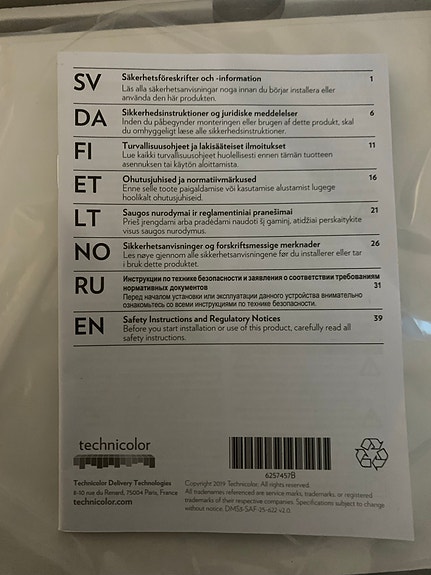 SV Säkerhetsföreskrifter och -information 1
Läs alla säkerhetsanvisningar noga innan du börjar installera eller
använda den här produkten.
DA Sikkerhedsinstruktioner og juridiske meddelelser 6
Inden du påbegynder monteringen eller brugen af dette produkt, skal
du omhyggeligt læse alle sikkerhedsinstruktioner.
FI Turvallisuusohjeet ja lakisääteiset ilmoitukset 11
Lue kaikki turvallisuusohjeet huolellisesti ennen tämän tuotteen
asennuksen tai käytön aloittamista.
ET Ohutusjuhised ja normatiivmärkused 16
Enne selle toote paigaldamise või kasutamise alustamist lugege
hoolikalt ohutusjuhiseid.
LT Saugos nurodymai ir reglamentiniai pranešimai 21
Prieš įrengdami arba pradėdami naudoti šį gaminį, atidžiai perskaitykite
visus saugos nurodymus.
NO Sikkerhetsanvisninger og forskriftsmessige merknader 26
Les nøye gjennom alle sikkerhetsanvisningene før du installerer eller tar
i bruk dette produktet.
RU Инструкции по технике безопасности и заявления о соответствии требованиям
нормативных документов 31
Перед началом установки или эксплуатации данного устройства внимательно
ознакомьтесь со всеми инструкциями по технике безопасности.
EN Safety Instructions and Regulatory Notices 39
Before you start installation or use of this product, carefully read all
safety instructions.
technicolor
6257457B
Technicolor Delivery Technologies
8-10 rue du Renard, 75004 Paris, France
technicolor.com
Copyright 2019 Technicolor. All rights reserved.
All tradenames referenced are service marks, trademarks, or registered
trademarks of their respective companies. Specifications subject to change
without notice. DMS3-SAF-25-622 v2.0.